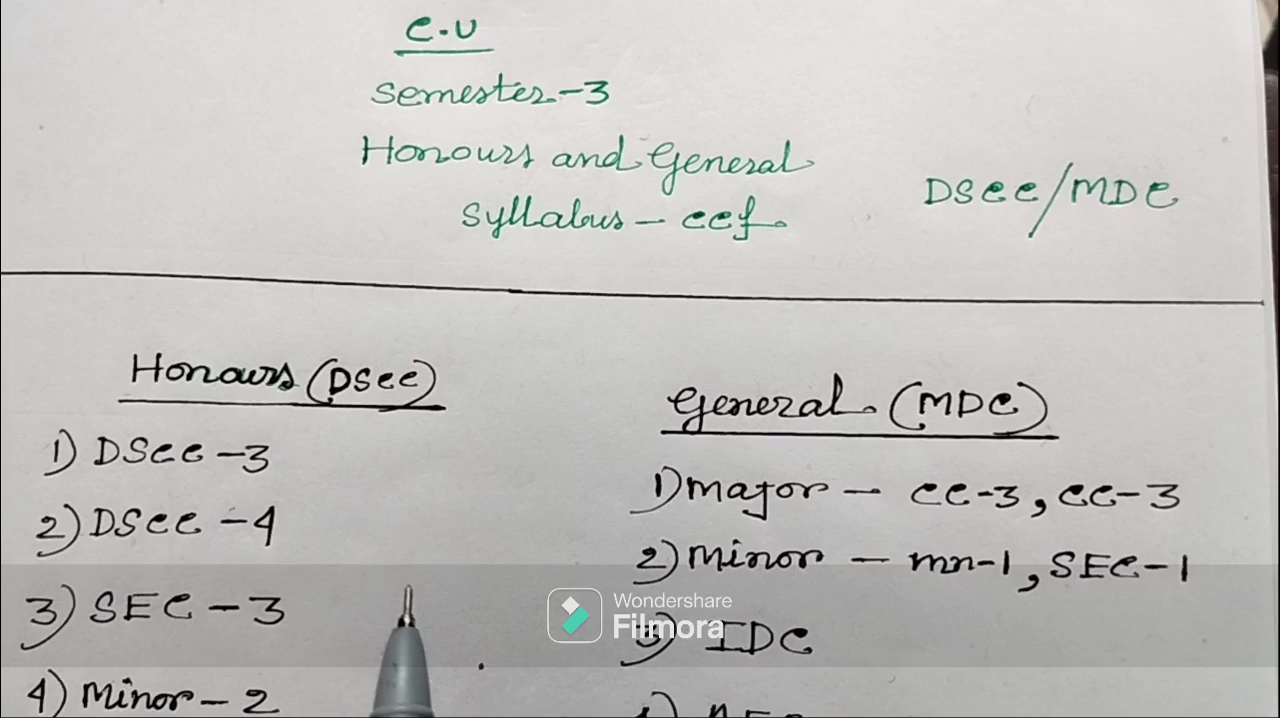 C.U
Semester-3
Honours and General
Syllabus - ccf
DSCC/MDC
Honours (DSCC)
1) DSCC-3
2) DSCC-4
3) SEC-3
4) Minor-2
General (MDC)
1) major - CC-3, CC-3
2) Minor - mn-1, SEC-1
3) IDC
Wondershare
Filmora